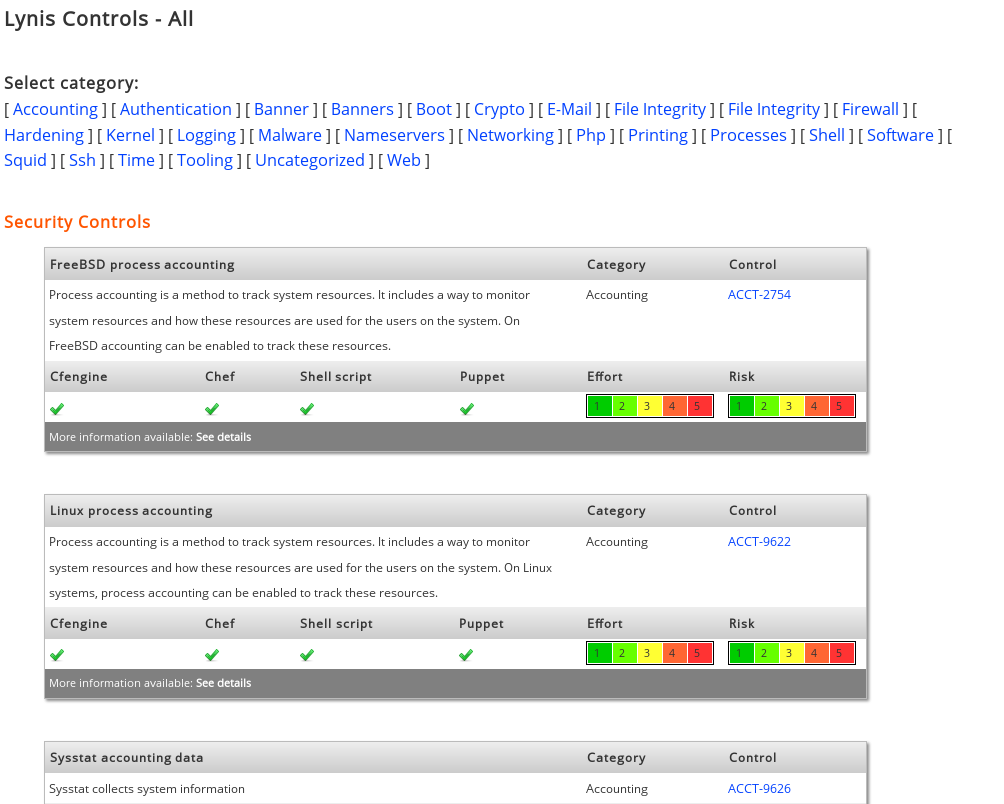 Lynis Controls - All
Select category:
[ Accounting ] [ Authentication ] [ Banner ] [ Banners ] [ Boot ] [ Crypto ] [ E-Mail ] [ File Integrity ] [ File Integrity ] [ Firewall ] [
Hardening ] [ Kernel ] [ Logging ] [ Malware ] [ Nameservers ] [ Networking ] [ Php ] [ Printing ] [ Processes ] [ Shell ] [ Software ] [
Squid ] [ Ssh ] [ Time ] [ Tooling ] [ Uncategorized ] [ Web ]
Security Controls
FreeBSD process accounting Category Control
Process accounting is a method to track system resources. It includes a way to monitor Accounting ACCT-2754
system resources and how these resources are used for the users on the system. On
FreeBSD accounting can be enabled to track these resources.
Cfengine Chef Shell script Puppet Effort Risk
1 2 3 4 5 1 2 3 4 5
More information available: See details
Linux process accounting Category Control
Process accounting is a method to track system resources. It includes a way to monitor Accounting ACCT-9622
system resources and how these resources are used for the users on the system. On Linux
systems, process accounting can be enabled to track these resources.
Cfengine Chef Shell script Puppet Effort Risk
1 2 3 4 5 1 2 3 4 5
More information available: See details
Sysstat accounting data Category Control
Sysstat collects system information Accounting ACCT-9626